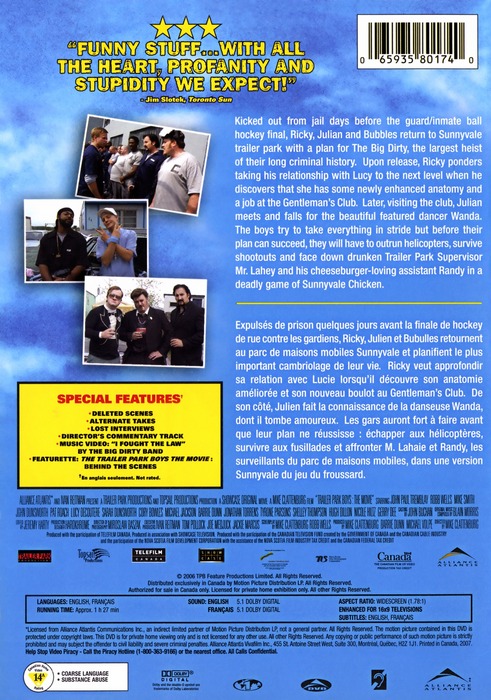 "FUNNY STUFF...WITH ALL
THE HEART, PROFANITY AND
STUPIDITY WE EXPECT!"
- Jim Slotek, Toronto Sun
0 65935 80174 0
Kicked out from jail days before the guard/inmate ball
hockey final, Ricky, Julian and Bubbles return to Sunnyvale
trailer park with a plan for The Big Dirty, the largest heist
of their long criminal history. Upon release, Ricky ponders
taking his relationship with Lucy to the next level when he
discovers that she has some newly enhanced anatomy and
a job at the Gentleman's Club. Later, visiting the club, Julian
meets and falls for the beautiful featured dancer Wanda.
The boys try to take everything in stride but before their
plan can succeed, they will have to outrun helicopters, survive
shootouts and face down drunken Trailer Park Supervisor
Mr. Lahey and his cheeseburger-loving assistant Randy in a
deadly game of Sunnyvale Chicken.
Expulsés de prison quelques jours avant la finale de hockey
de rue contre les gardiens, Ricky, Julien et Bubulles retournent
au parc de maisons mobiles Sunnyvale et planifient le plus
important cambriolage de leur vie. Ricky veut approfondir
sa relation avec Lucie lorsqu'il découvre son anatomie
améliorée et son nouveau boulot au Gentleman's Club. De
son côté, Julien fait la connaissance de la danseuse Wanda,
dont il tombe amoureux. Les gars auront fort à faire avant
que leur plan ne réussisse : échapper aux hélicoptères,
survivre aux fusillades et affronter M. Lahaie et Randy, les
surveillants du parc de maisons mobiles, dans une version
Sunnyvale du jeu du froussard.
SPECIAL FEATURES†
• DELETED SCENES
• ALTERNATE TAKES
• LOST INTERVIEWS
• DIRECTOR'S COMMENTARY TRACK
• MUSIC VIDEO: "I FOUGHT THE LAW"
BY THE BIG DIRTY BAND
• FEATURETTE: THE TRAILER PARK BOYS THE MOVIE :
BEHIND THE SCENES
†En anglais seulement. Not rated.
TELEFILM
CANADA
Canada
© 2006 TPB Feature Productions Limited. All Rights Reserved.
Distributed exclusively in Canada by Motion Picture Distribution LP. All Rights Reserved.
Authorized for sale in Canada only. Licensed for private home exhibition only. All other rights reserved.
LANGUAGES: ENGLISH, FRANÇAIS
RUNNING TIME: Approx. 1 h 27 min
SOUND: ENGLISH 5.1 DOLBY DIGITAL
FRANÇAIS 5.1 DOLBY DIGITAL
ASPECT RATIO: WIDESCREEN (1.78:1)
ENHANCED FOR 16x9 TELEVISIONS
SUBTITLES: ENGLISH, FRANÇAIS
14A
• COARSE LANGUAGE
• SUBSTANCE ABUSE
DOLBY
DIGITAL
DVD
ALLIANCE
ATLANTIS